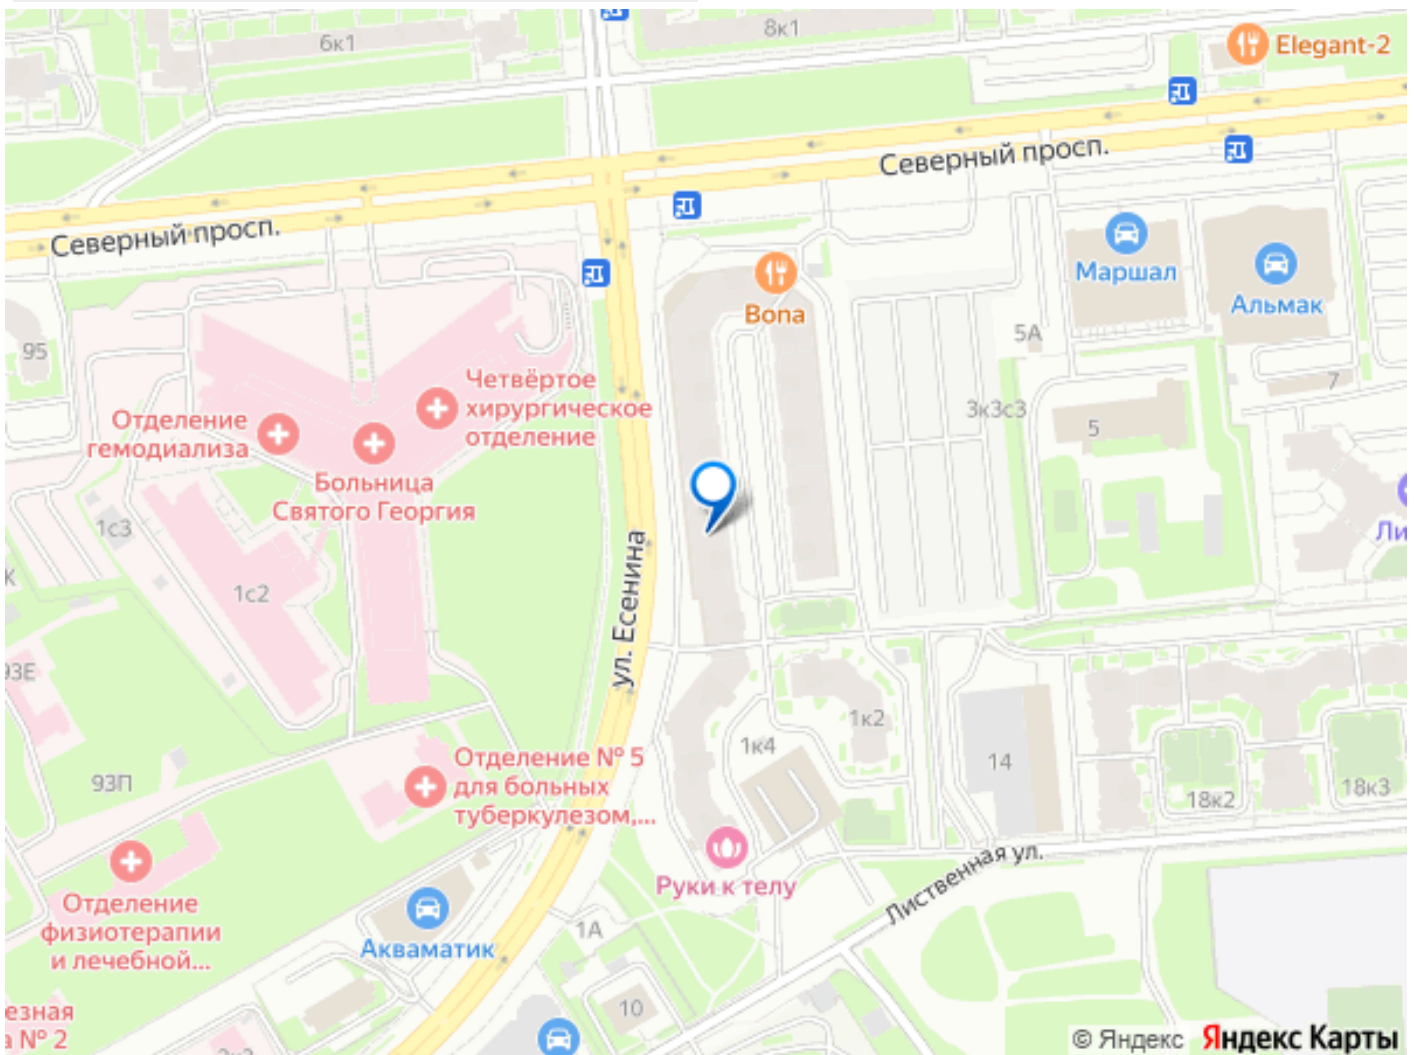 6к1
8к1
Elegant-2
Северный просп.
Северный просп.
Маршал
Альмак
Bona
5А
95
7
Четвёртое
хирургическое
отделение
3к3с3
Отделение
гемодиализа
5
Больница
Святого Георгия
1с3
Ли
ул. Есенина
1с2
93Е
1к2
1к4
14
Отделение № 5
для больных
туберкулезом,...
93П
18к2
18к3
Руки к телу
Лиственная ул.
Отделение
физиотерапии
и лечебной...
Акваматик
1А
10
езная
а № 2
© Яндекс Яндекс Карты